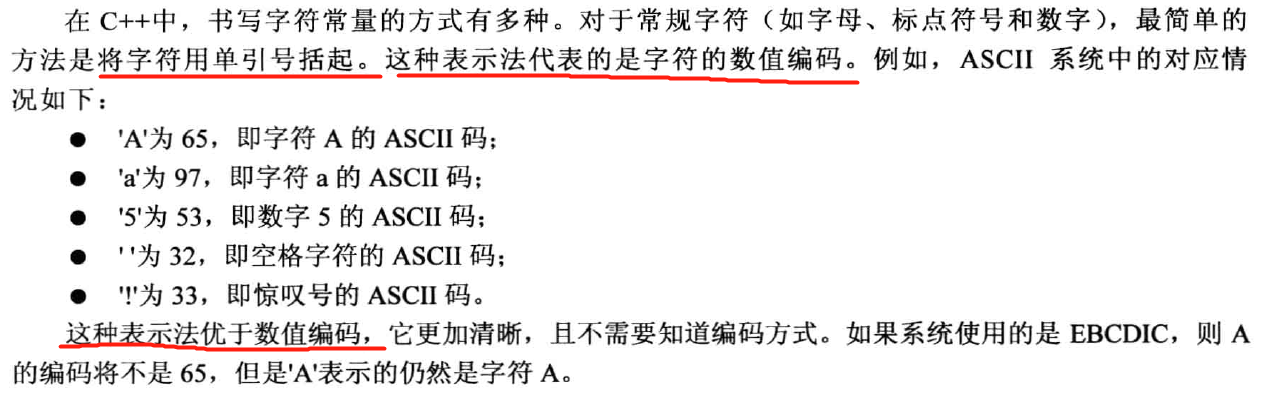 在 C++中，书写字符常量的方式有多种。对于常规字符（如字母、标点符号和数字），最简单的
方法是将字符用单引号括起。这种表示法代表的是字符的数值编码。例如，ASCII 系统中的对应情
况如下：
● 'A'为 65，即字符 A 的 ASCII 码；
● 'a'为 97，即字符 a 的 ASCII 码；
● '5'为 53，即数字 5 的 ASCII 码；
● ' '为 32，即空格字符的 ASCII 码；
● '!'为 33，即惊叹号的 ASCII 码。
这种表示法优于数值编码，它更加清晰，且不需要知道编码方式。如果系统使用的是 EBCDIC，则 A
的编码将不是 65，但是'A'表示的仍然是字符 A。